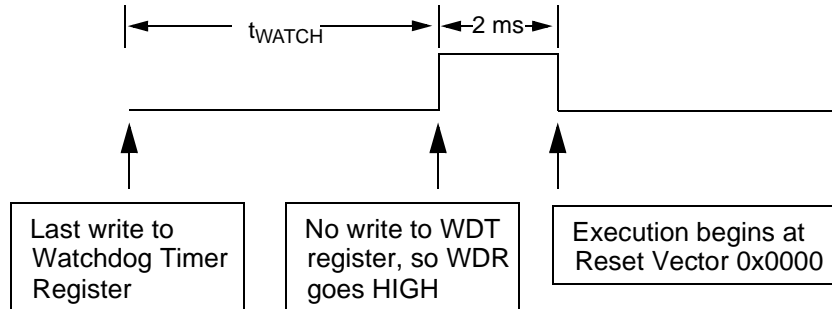 tWATCH
2 ms
Last write to
Watchdog Timer
Register
No write to WDT
register, so WDR
goes HIGH
Execution begins at
Reset Vector 0x0000